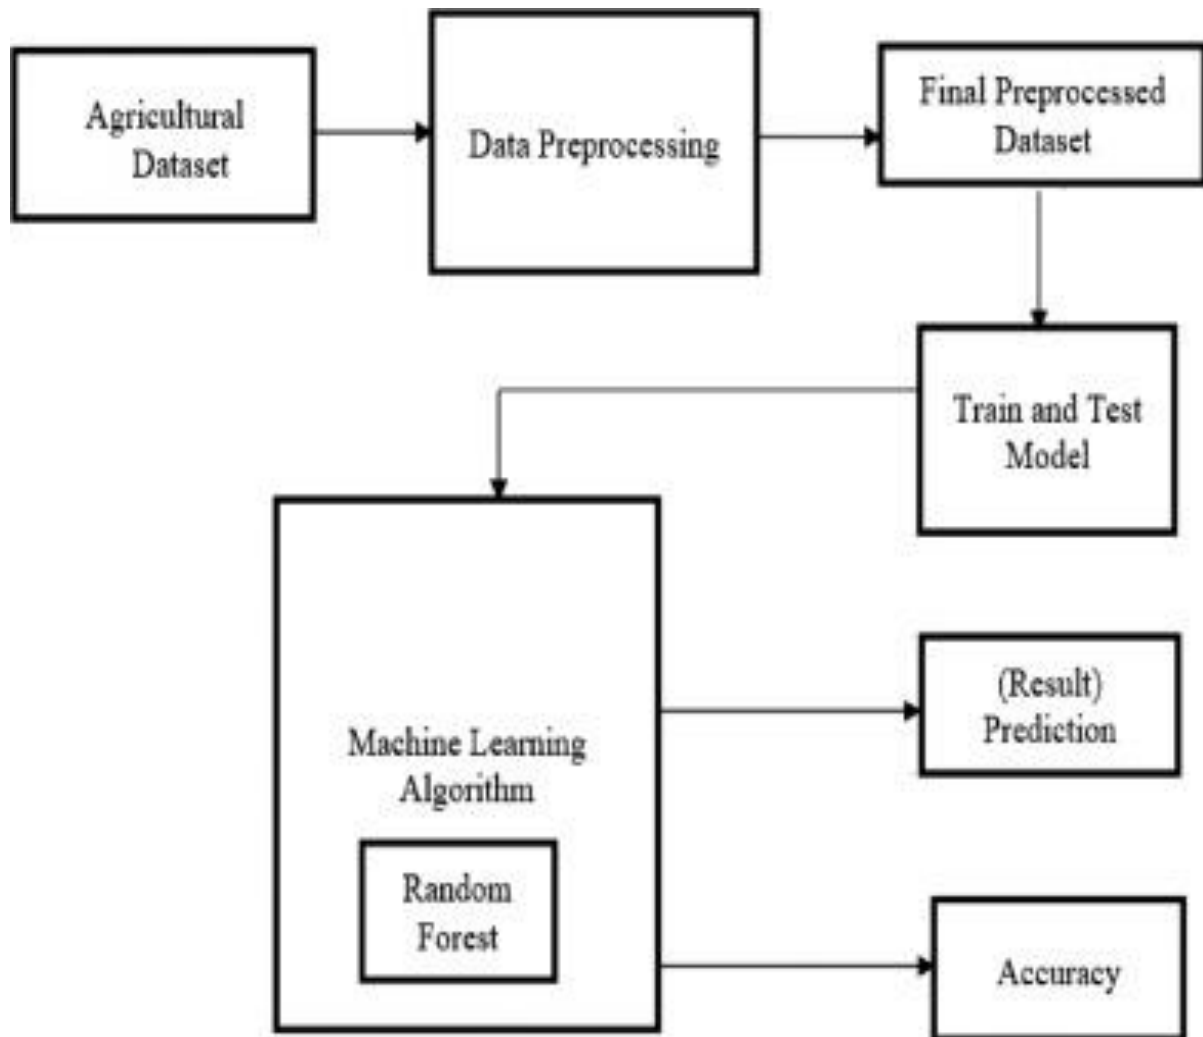 Agricultural
Dataset
Data Preprocessing
Final Preprocessed
Dataset
Train and Test
Model
Machine Learning
Algorithm
Random
Forest
(Result)
Prediction
Accuracy